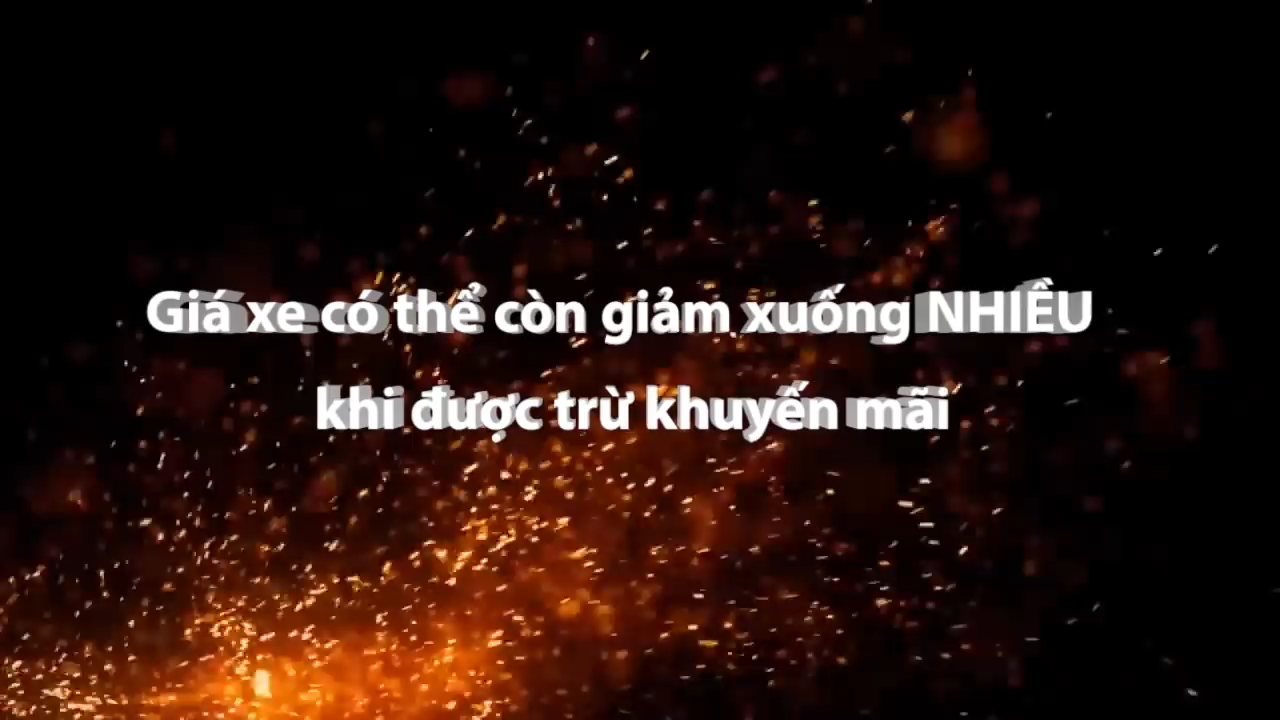 Giá xe có thể còn giảm xuống NHIỀU
khi được trừ khuyến mãi